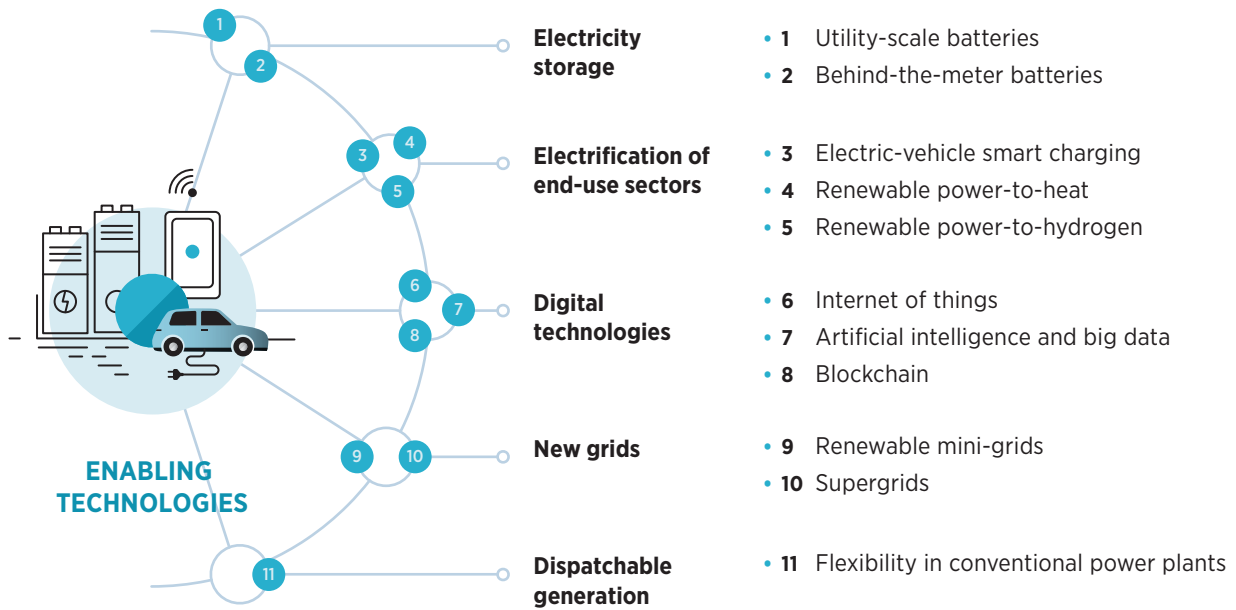 1
2
Electricity
storage
• 1 Utility-scale batteries
• 2 Behind-the-meter batteries
3
4
5
Electrification of
end-use sectors
• 3 Electric-vehicle smart charging
• 4 Renewable power-to-heat
• 5 Renewable power-to-hydrogen
6
7
8
Digital
technologies
• 6 Internet of things
• 7 Artificial intelligence and big data
• 8 Blockchain
9
10
New grids
• 9 Renewable mini-grids
• 10 Supergrids
ENABLING
TECHNOLOGIES
11
Dispatchable
generation
• 11 Flexibility in conventional power plants